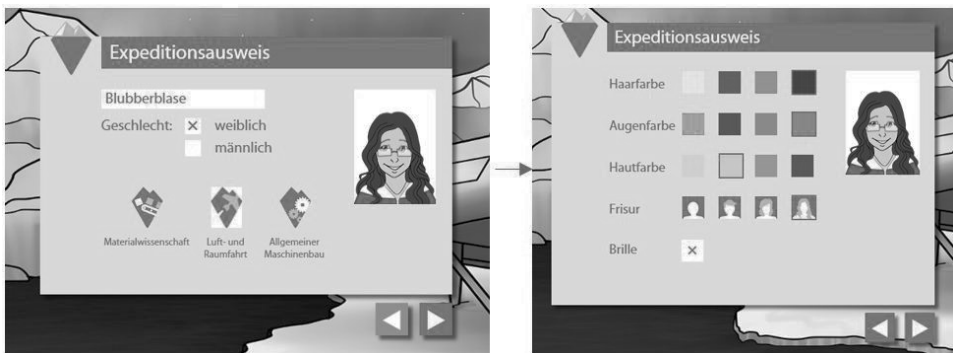 Expeditionsausweis
Blubberblase
Geschlecht: weiblich
männlich
Materialwissenschaft
Luft- und
Raumfahrt
Allgemeiner
Maschinenbau
Expeditionsausweis
Haarfarbe
Augenfarbe
Hautfarbe
Frisur
Brille